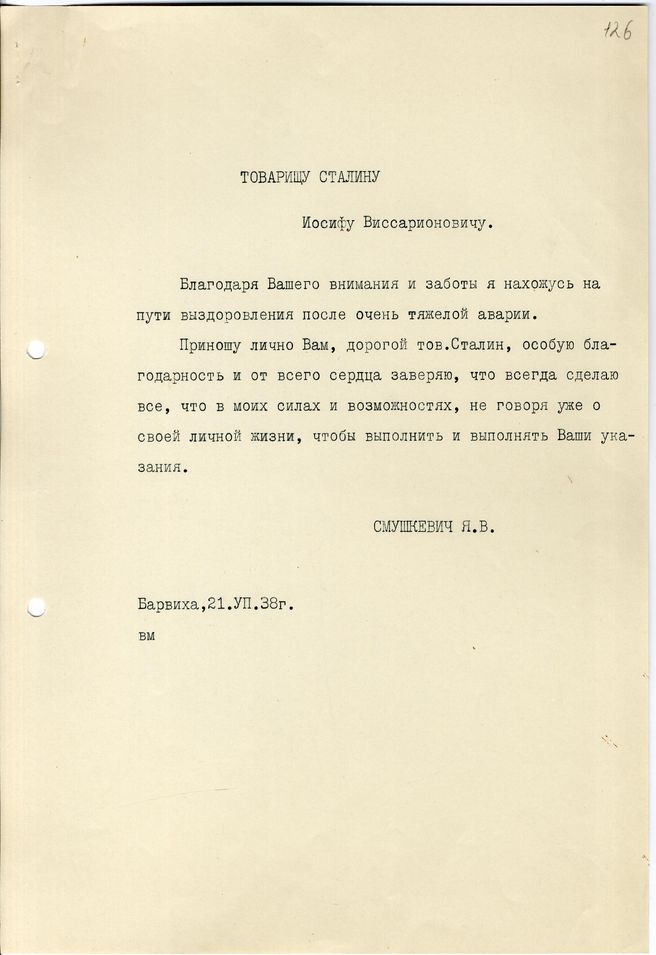 126
ТОВАРИЩУ СТАЛИНУ
Иосифу Виссарионовичу.
Благодаря Вашего внимания и заботы я нахожусь на
пути выздоровления после очень тяжелой аварии.
Приношу лично Вам, дорогой тов.Сталин, особую бла-
годарность и от всего сердца заверяю, что всегда сделаю
все, что в моих силах и возможностях, не говоря уже о
своей личной жизни, чтобы выполнить и выполнять Ваши ука-
зания.
СМУШКЕВИЧ Я.В.
Барвиха,21.УП.38г.
вм